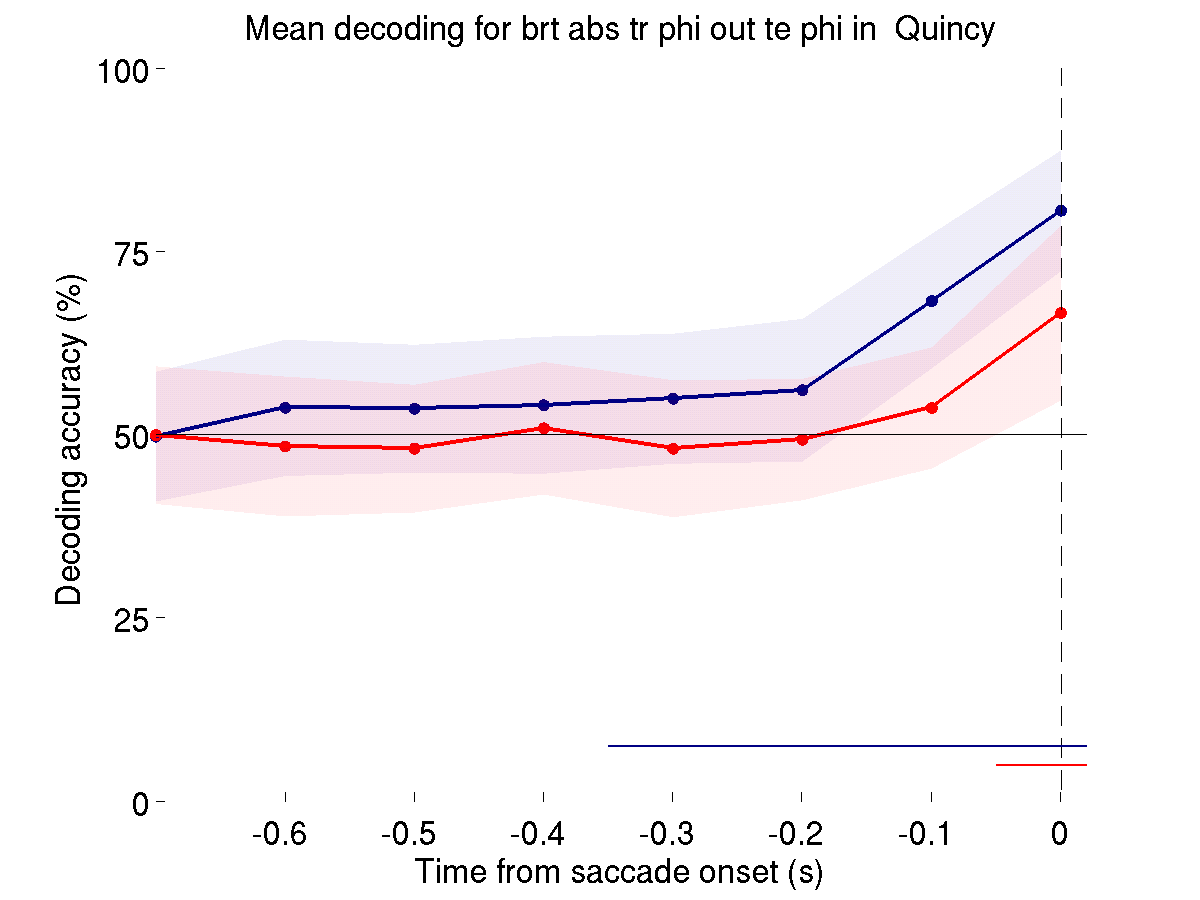 Mean decoding for brt abs tr phi out te phi in  Quincy
100
75
50
25
0
Decoding accuracy (%)
-0.6 -0.5 -0.4 -0.3 -0.2 -0.1 0
Time from saccade onset (s)